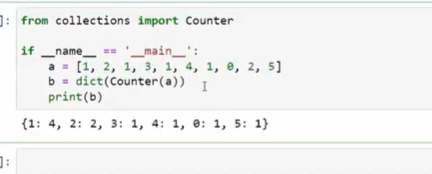 ]:
from collections import Counter
if __name__ == '__main__':
    a = [1, 2, 1, 3, 1, 4, 1, 0, 2, 5]
    b = dict(Counter(a))
    print(b)
{1: 4, 2: 2, 3: 1, 4: 1, 0: 1, 5: 1}
]: